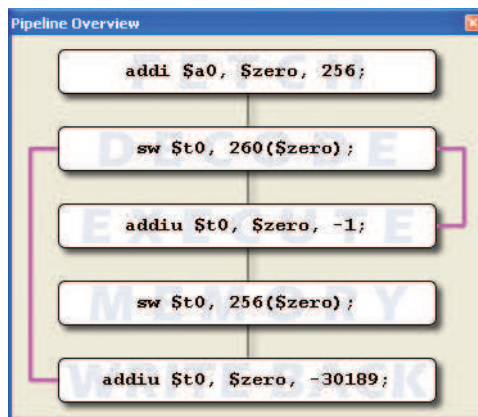 Pipeline Overview
FETCH
addi $a0, $zero, 256;
DECODE
sw $t0, 260($zero);
EXECUTE
addiu $t0, $zero, -1;
MEMORY
sw $t0, 256($zero);
WRITE BACK
addiu $t0, $zero, -30189;